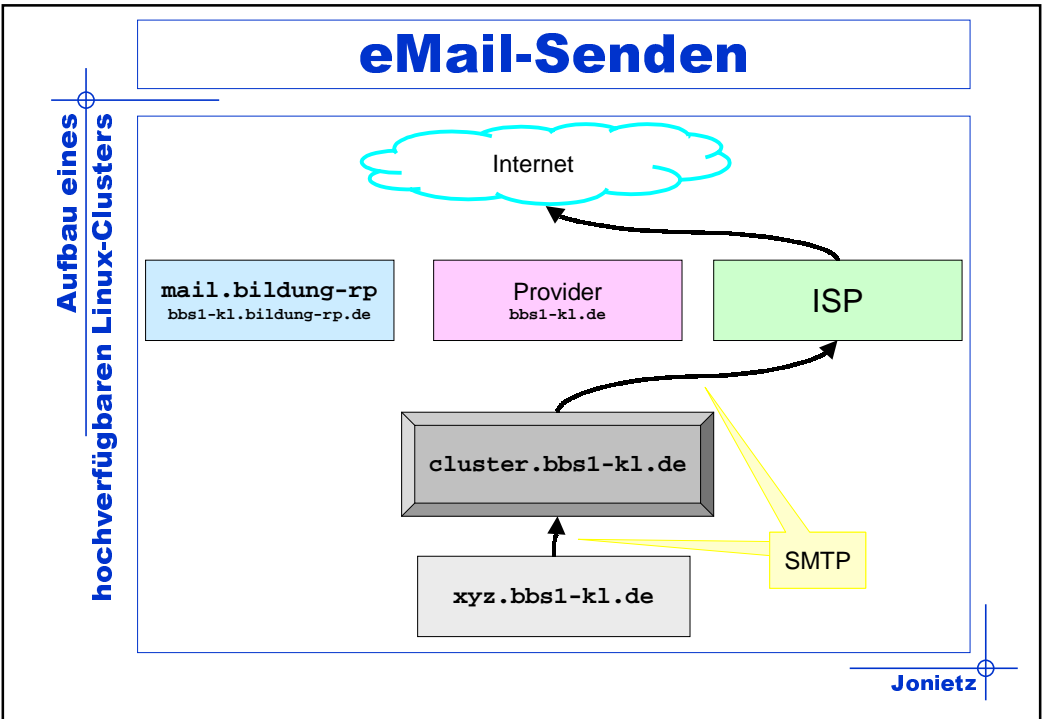 eMail-Senden
Aufbau eines
hochverfügbaren Linux-Clusters
Internet
mail.bildung-rp
bbs1-kl.bildung-rp.de
Provider
bbs1-kl.de
ISP
cluster.bbs1-kl.de
SMTP
xyz.bbs1-kl.de
Jonietz